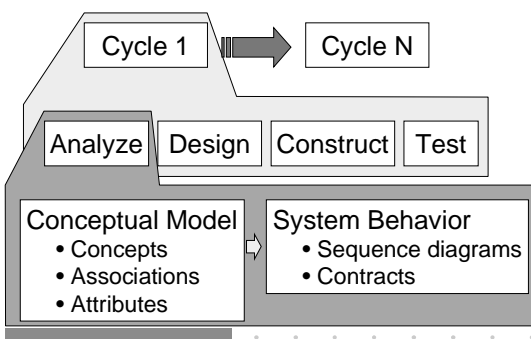 Cycle 1
Cycle N
Analyze
Design
Construct
Test
Conceptual Model
• Concepts
• Associations
• Attributes
System Behavior
• Sequence diagrams
• Contracts